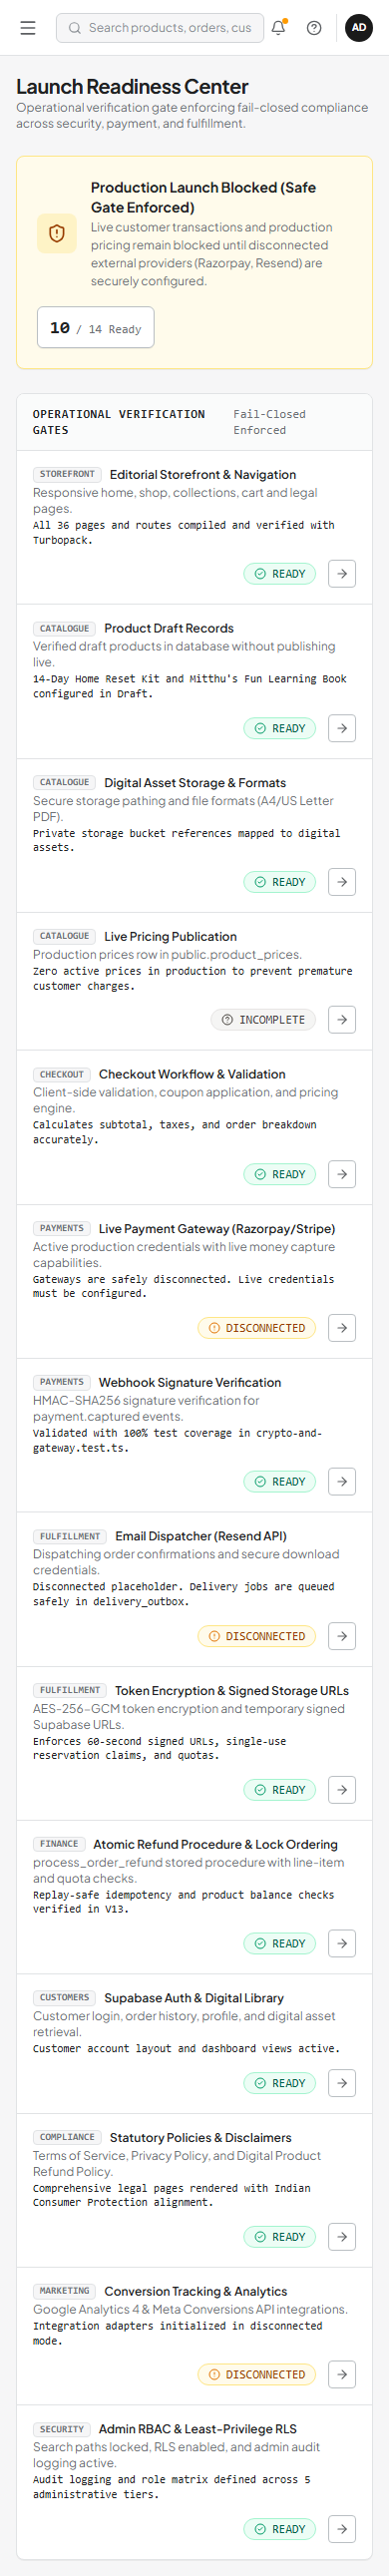 Search products, orders, cus
AD
Launch Readiness Center
Operational verification gate enforcing fail-closed compliance
across security, payment, and fulfillment.
Production Launch Blocked (Safe
Gate Enforced)
Live customer transactions and production
pricing remain blocked until disconnected
external providers (Razorpay, Resend) are
securely configured.
10 / 14 Ready
OPERATIONAL VERIFICATION
GATES
Fail-Closed
Enforced
STOREFRONT Editorial Storefront & Navigation
Responsive home, shop, collections, cart and legal
pages.
All 36 pages and routes compiled and verified with
Turbopack.
READY
CATALOGUE Product Draft Records
Verified draft products in database without publishing
live.
14-Day Home Reset Kit and Mitthu's Fun Learning Book
configured in Draft.
READY
CATALOGUE Digital Asset Storage & Formats
Secure storage pathing and file formats (A4/US Letter
PDF).
Private storage bucket references mapped to digital
assets.
READY
CATALOGUE Live Pricing Publication
Production prices row in public.product_prices.
Zero active prices in production to prevent premature
customer charges.
INCOMPLETE
CHECKOUT Checkout Workflow & Validation
Client-side validation, coupon application, and pricing
engine.
Calculates subtotal, taxes, and order breakdown
accurately.
READY
PAYMENTS Live Payment Gateway (Razorpay/Stripe)
Active production credentials with live money capture
capabilities.
Gateways are safely disconnected. Live credentials
must be configured.
DISCONNECTED
PAYMENTS Webhook Signature Verification
HMAC-SHA256 signature verification for
payment.captured events.
Validated with 100% test coverage in crypto-and-
gateway.test.ts.
READY
FULFILLMENT Email Dispatcher (Resend API)
Dispatching order confirmations and secure download
credentials.
Disconnected placeholder. Delivery jobs are queued
safely in delivery_outbox.
DISCONNECTED
FULFILLMENT Token Encryption & Signed Storage URLs
AES-256-GCM token encryption and temporary signed
Supabase URLs.
Enforces 60-second signed URLs, single-use
reservation claims, and quotas.
READY
FINANCE Atomic Refund Procedure & Lock Ordering
process_order_refund stored procedure with line-item
and quota checks.
Replay-safe idempotency and product balance checks
verified in V13.
READY
CUSTOMERS Supabase Auth & Digital Library
Customer login, order history, profile, and digital asset
retrieval.
Customer account layout and dashboard views active.
READY
COMPLIANCE Statutory Policies & Disclaimers
Terms of Service, Privacy Policy, and Digital Product
Refund Policy.
Comprehensive legal pages rendered with Indian
Consumer Protection alignment.
READY
MARKETING Conversion Tracking & Analytics
Google Analytics 4 & Meta Conversions API integrations.
Integration adapters initialized in disconnected
mode.
DISCONNECTED
SECURITY Admin RBAC & Least-Privilege RLS
Search paths locked, RLS enabled, and admin audit
logging active.
Audit logging and role matrix defined across 5
administrative tiers.
READY